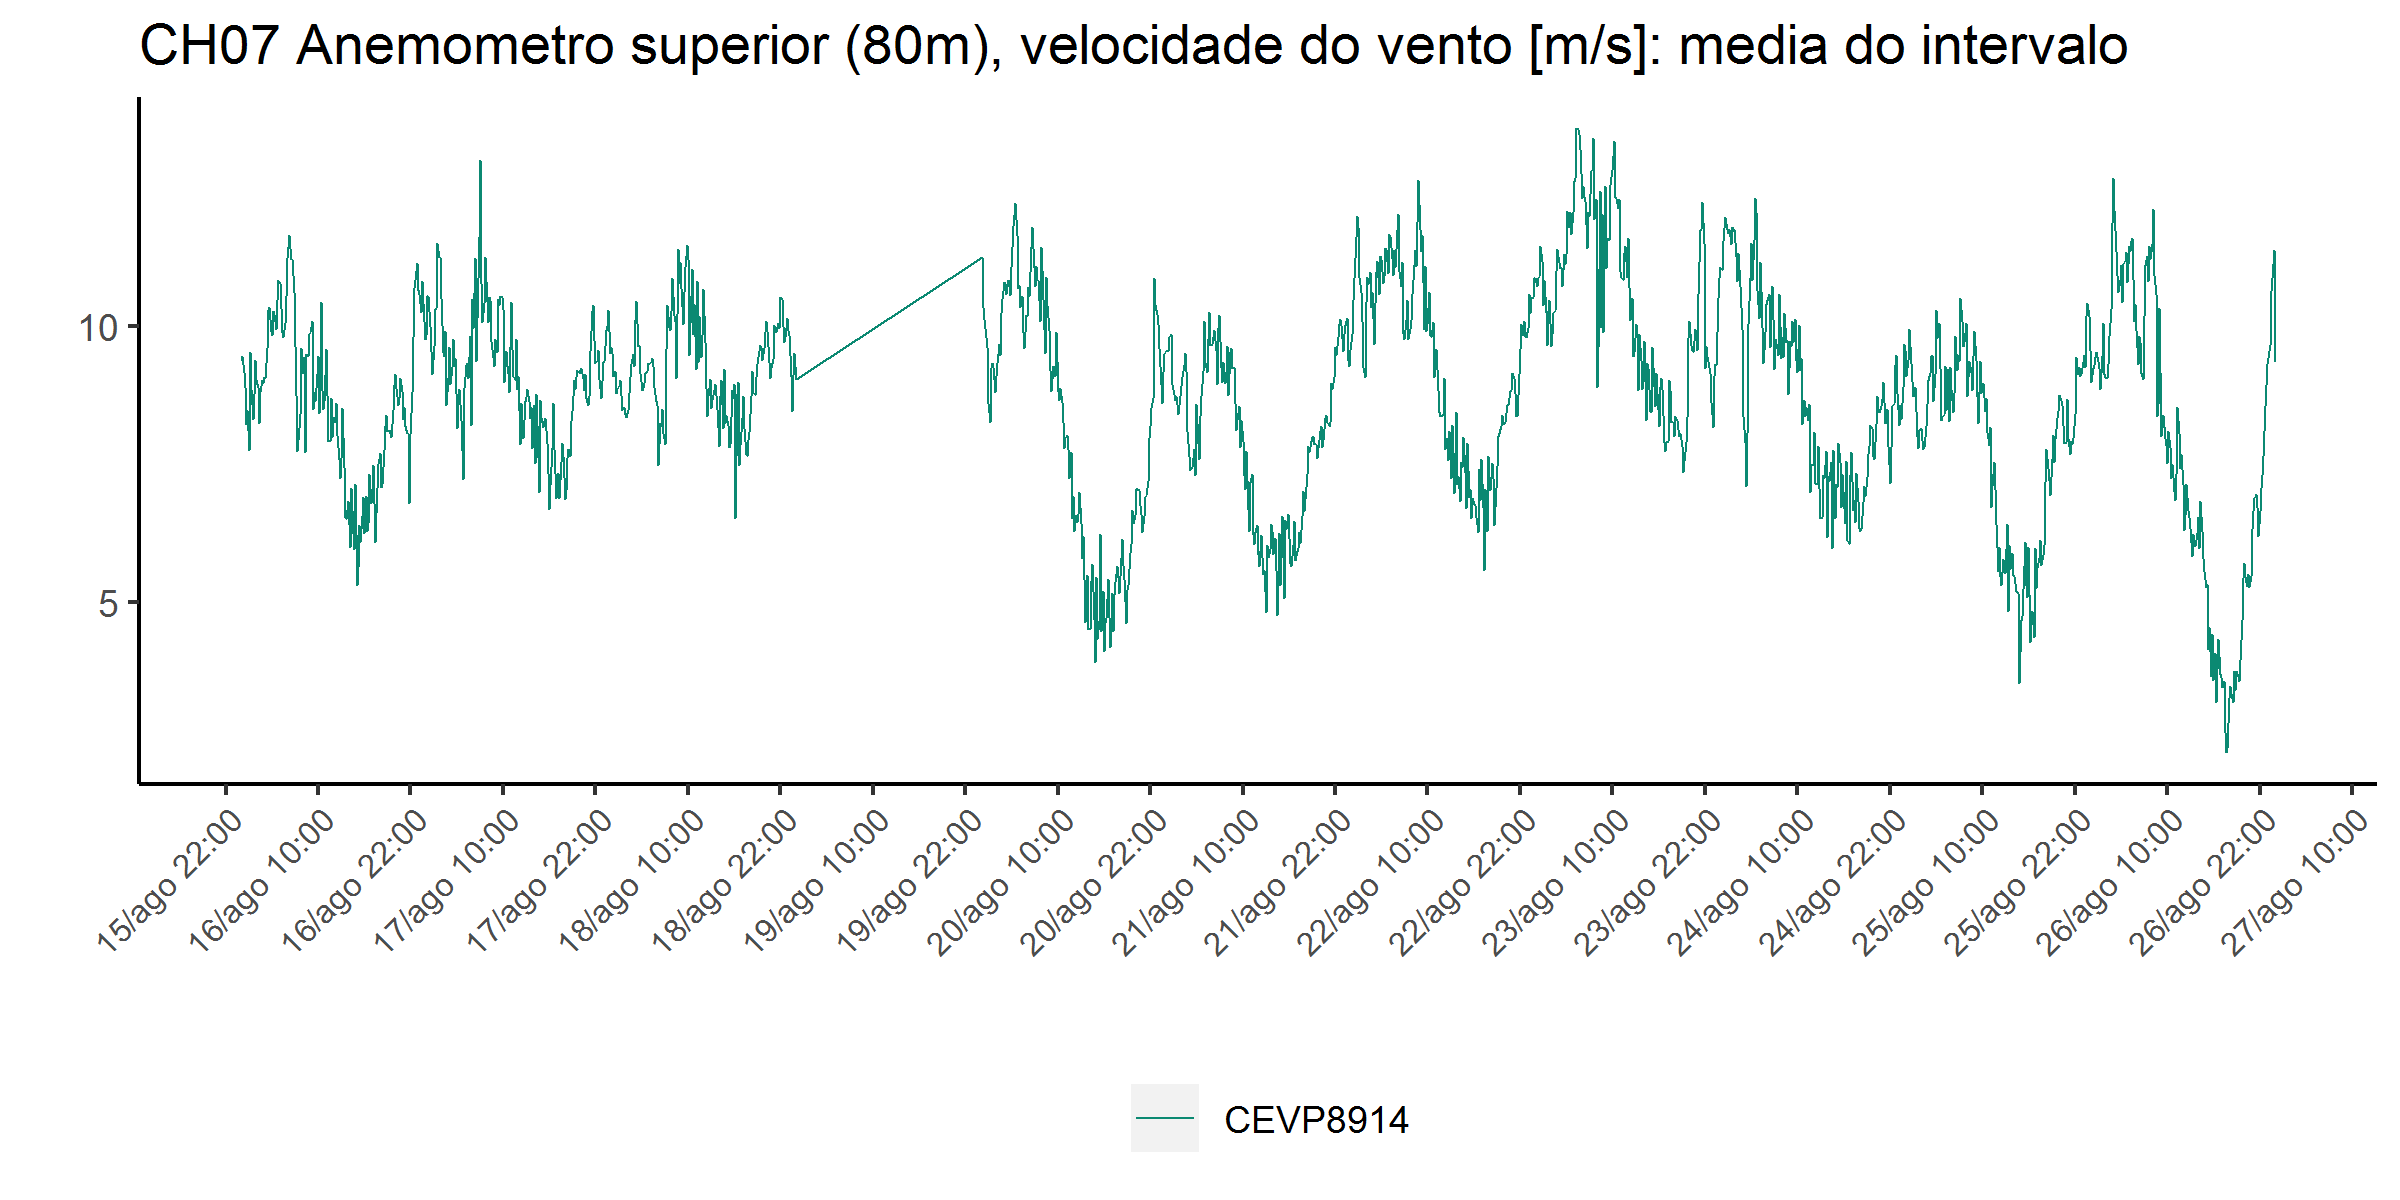 CH07 Anemometro superior (80m), velocidade do vento [m/s]: media do intervalo
10
5
15/ago 22:00
16/ago 10:00
16/ago 22:00
17/ago 10:00
17/ago 22:00
18/ago 10:00
18/ago 22:00
19/ago 10:00
19/ago 22:00
20/ago 10:00
20/ago 22:00
21/ago 10:00
21/ago 22:00
22/ago 10:00
22/ago 22:00
23/ago 10:00
23/ago 22:00
24/ago 10:00
24/ago 22:00
25/ago 10:00
25/ago 22:00
26/ago 10:00
26/ago 22:00
27/ago 10:00
CEVP8914